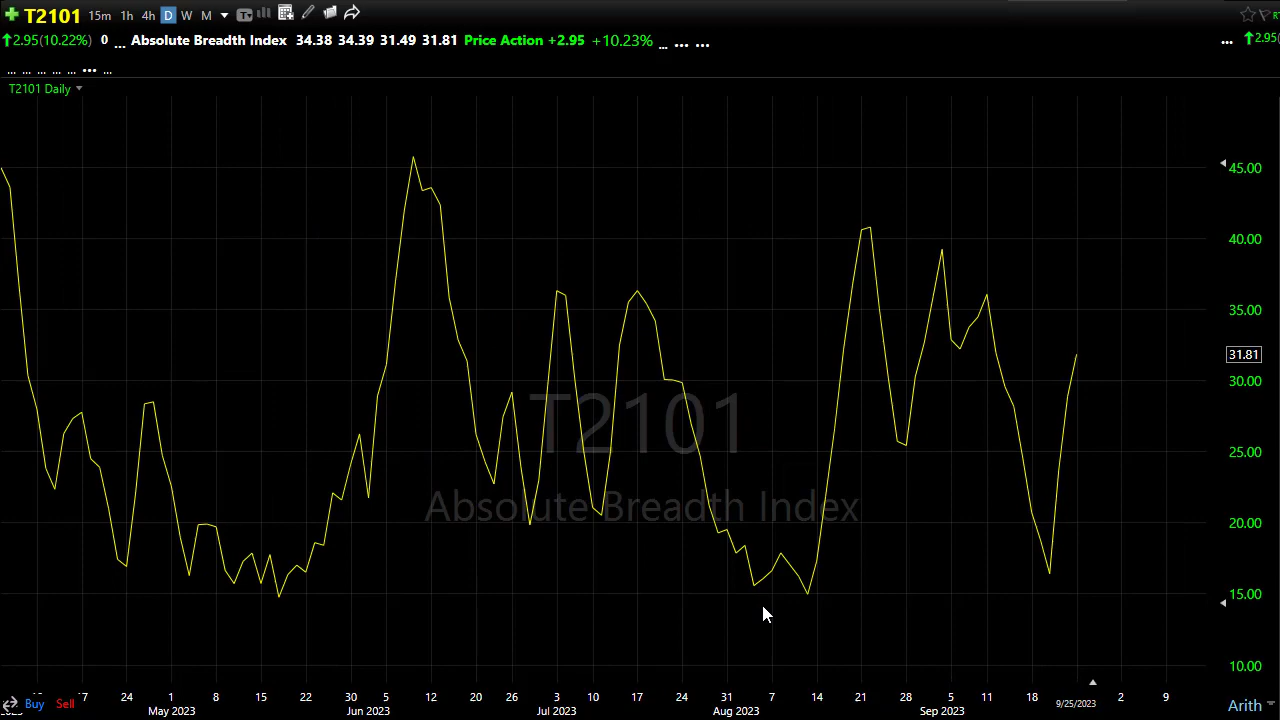 T2101 15m 1h 4h D W M
2.95(10.22%) 0 ... Absolute Breadth Index 34.38 34.39 31.49 31.81 Price Action +2.95 +10.23% ... ... ... ... 2.95(
... ... ... ... ... ... ...
T2101 Daily
45.00
40.00
35.00
31.81
30.00
T2101
25.00
Absolute Breadth Index
20.00
15.00
10.00
17 24 1 8 15 22 30 5 12 20 26 3 10 17 24 31 7 14 21 28 5 11 18 9/25/2023 2 9
Buy Sell May 2023 Jun 2023 Jul 2023 Aug 2023 Sep 2023 Arith